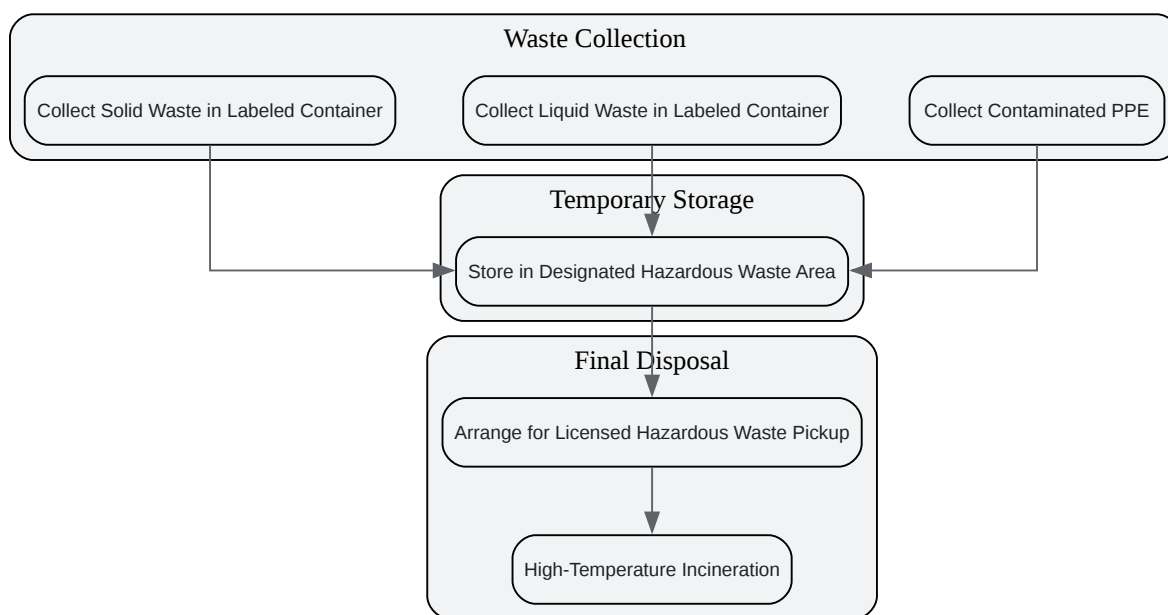 Waste Collection
Collect Solid Waste in Labeled Container
Collect Liquid Waste in Labeled Container
Collect Contaminated PPE
Temporary Storage
Store in Designated Hazardous Waste Area
Final Disposal
Arrange for Licensed Hazardous Waste Pickup
High-Temperature Incineration